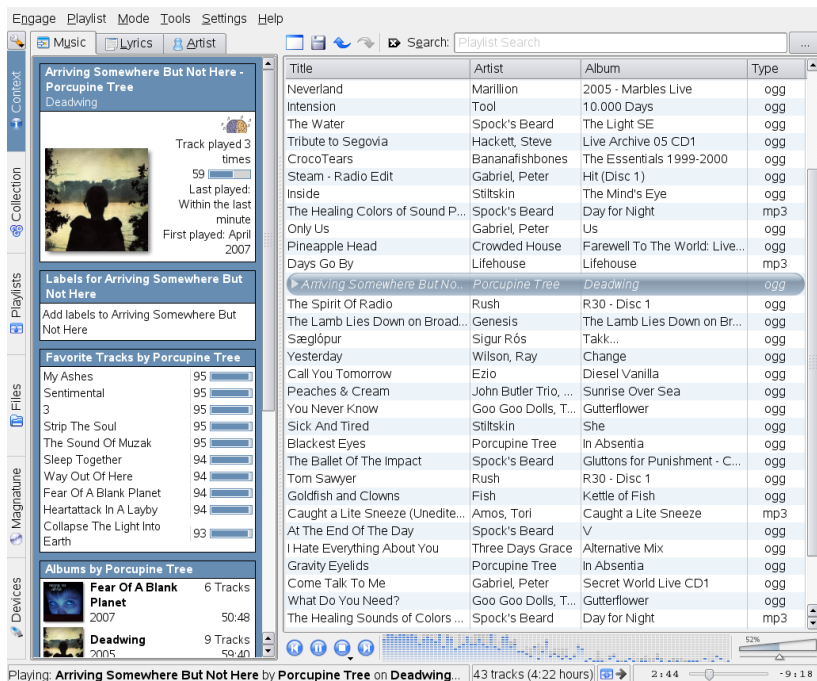 Engage Playlist Mode Tools Settings Help
Music Lyrics Artist
Search: Playlist Search ...
Context
Collection
Playlists
Files
Magnatune
Devices
Arriving Somewhere But Not Here -
Porcupine Tree
Deadwing
Track played 3
times
59
Last played:
Within the last
minute
First played: April
2007
Labels for Arriving Somewhere But
Not Here
Add labels to Arriving Somewhere But
Not Here
Favorite Tracks by Porcupine Tree
My Ashes 95
Sentimental 95
3 95
Strip The Soul 95
The Sound Of Muzak 95
Sleep Together 94
Way Out Of Here 94
Fear Of A Blank Planet 94
Heartattack In A Layby 94
Collapse The Light Into
Earth 93
Albums by Porcupine Tree
Fear Of A Blank 6 Tracks
Planet
2007 50:48
Deadwing 9 Tracks
2005 59:40
Title Artist Album Type
Neverland Marillion 2005 - Marbles Live ogg
Intension Tool 10.000 Days ogg
The Water Spock's Beard The Light SE ogg
Tribute to Segovia Hackett, Steve Live Archive 05 CD1 ogg
CrocoTears Bananafishbones The Essentials 1999-2000 ogg
Steam - Radio Edit Gabriel, Peter Hit (Disc 1) ogg
Inside Stiltskin The Mind's Eye ogg
The Healing Colors of Sound P... Spock's Beard Day for Night mp3
Only Us Gabriel, Peter Us ogg
Pineapple Head Crowded House Farewell To The World: Live... ogg
Days Go By Lifehouse Lifehouse mp3
Arriving Somewhere But No.. Porcupine Tree Deadwing ogg
The Spirit Of Radio Rush R30 - Disc 1 ogg
The Lamb Lies Down on Broad... Genesis The Lamb Lies Down on Br... ogg
Sæglópur Sigur Rós Takk... ogg
Yesterday Wilson, Ray Change ogg
Call You Tomorrow Ezio Diesel Vanilla ogg
Peaches & Cream John Butler Trio, ... Sunrise Over Sea ogg
You Never Know Goo Goo Dolls, T... Gutterflower ogg
Sick And Tired Stiltskin She ogg
Blackest Eyes Porcupine Tree In Absentia ogg
The Ballet Of The Impact Spock's Beard Gluttons for Punishment - C... ogg
Tom Sawyer Rush R30 - Disc 1 ogg
Goldfish and Clowns Fish Kettle of Fish ogg
Caught a Lite Sneeze (Unedite... Amos, Tori Caught a Lite Sneeze mp3
At The End Of The Day Spock's Beard V ogg
I Hate Everything About You Three Days Grace Alternative Mix ogg
Gravity Eyelids Porcupine Tree In Absentia ogg
Come Talk To Me Gabriel, Peter Secret World Live CD1 ogg
What Do You Need? Goo Goo Dolls, T... Gutterflower ogg
The Healing Sounds of Colors ... Spock's Beard Day for Night mp3
52%
Playing: Arriving Somewhere But Not Here by Porcupine Tree on Deadwing... 43 tracks (4:22 hours) 2:44 -9:18